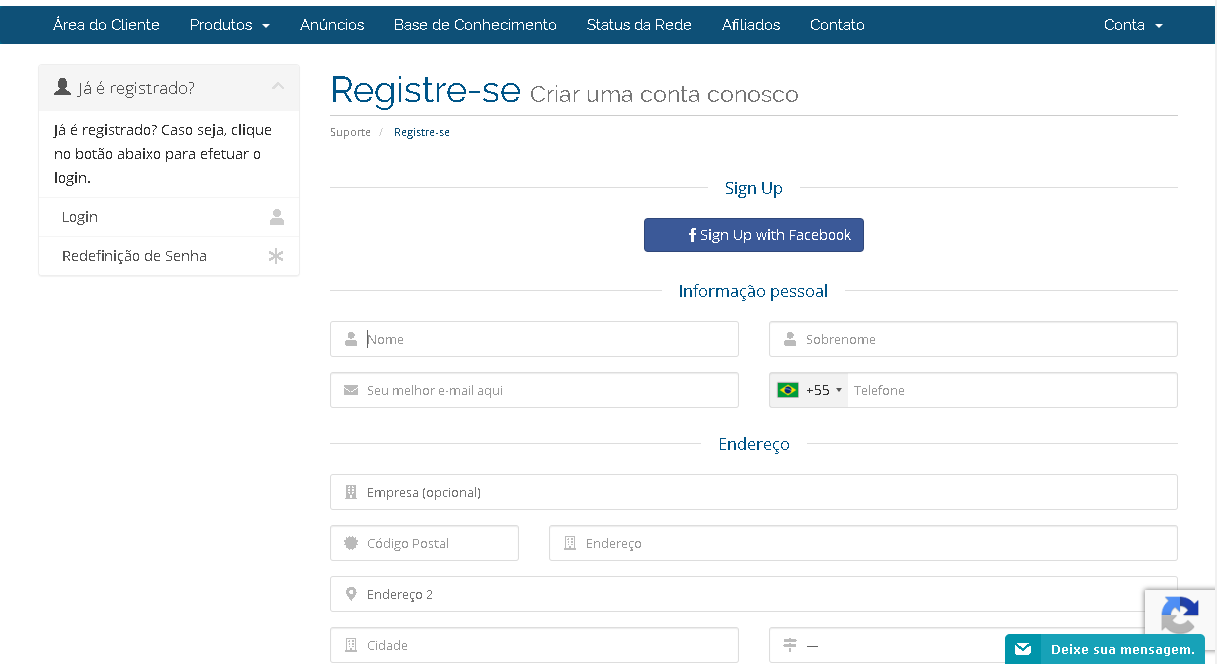 Área do Cliente Produtos Anúncios Base de Conhecimento Status da Rede Afiliados Contato Conta
Já é registrado?
Já é registrado? Caso seja, clique
no botão abaixo para efetuar o
login.
Login
Redefinição de Senha
Registre-se Criar uma conta conosco
Suporte / Registre-se
Sign Up
Sign Up with Facebook
Informação pessoal
Nome Sobrenome
Seu melhor e-mail aqui +55 Telefone
Endereço
Empresa (opcional)
Código Postal Endereço
Endereço 2
Cidade —
Deixe sua mensagem.